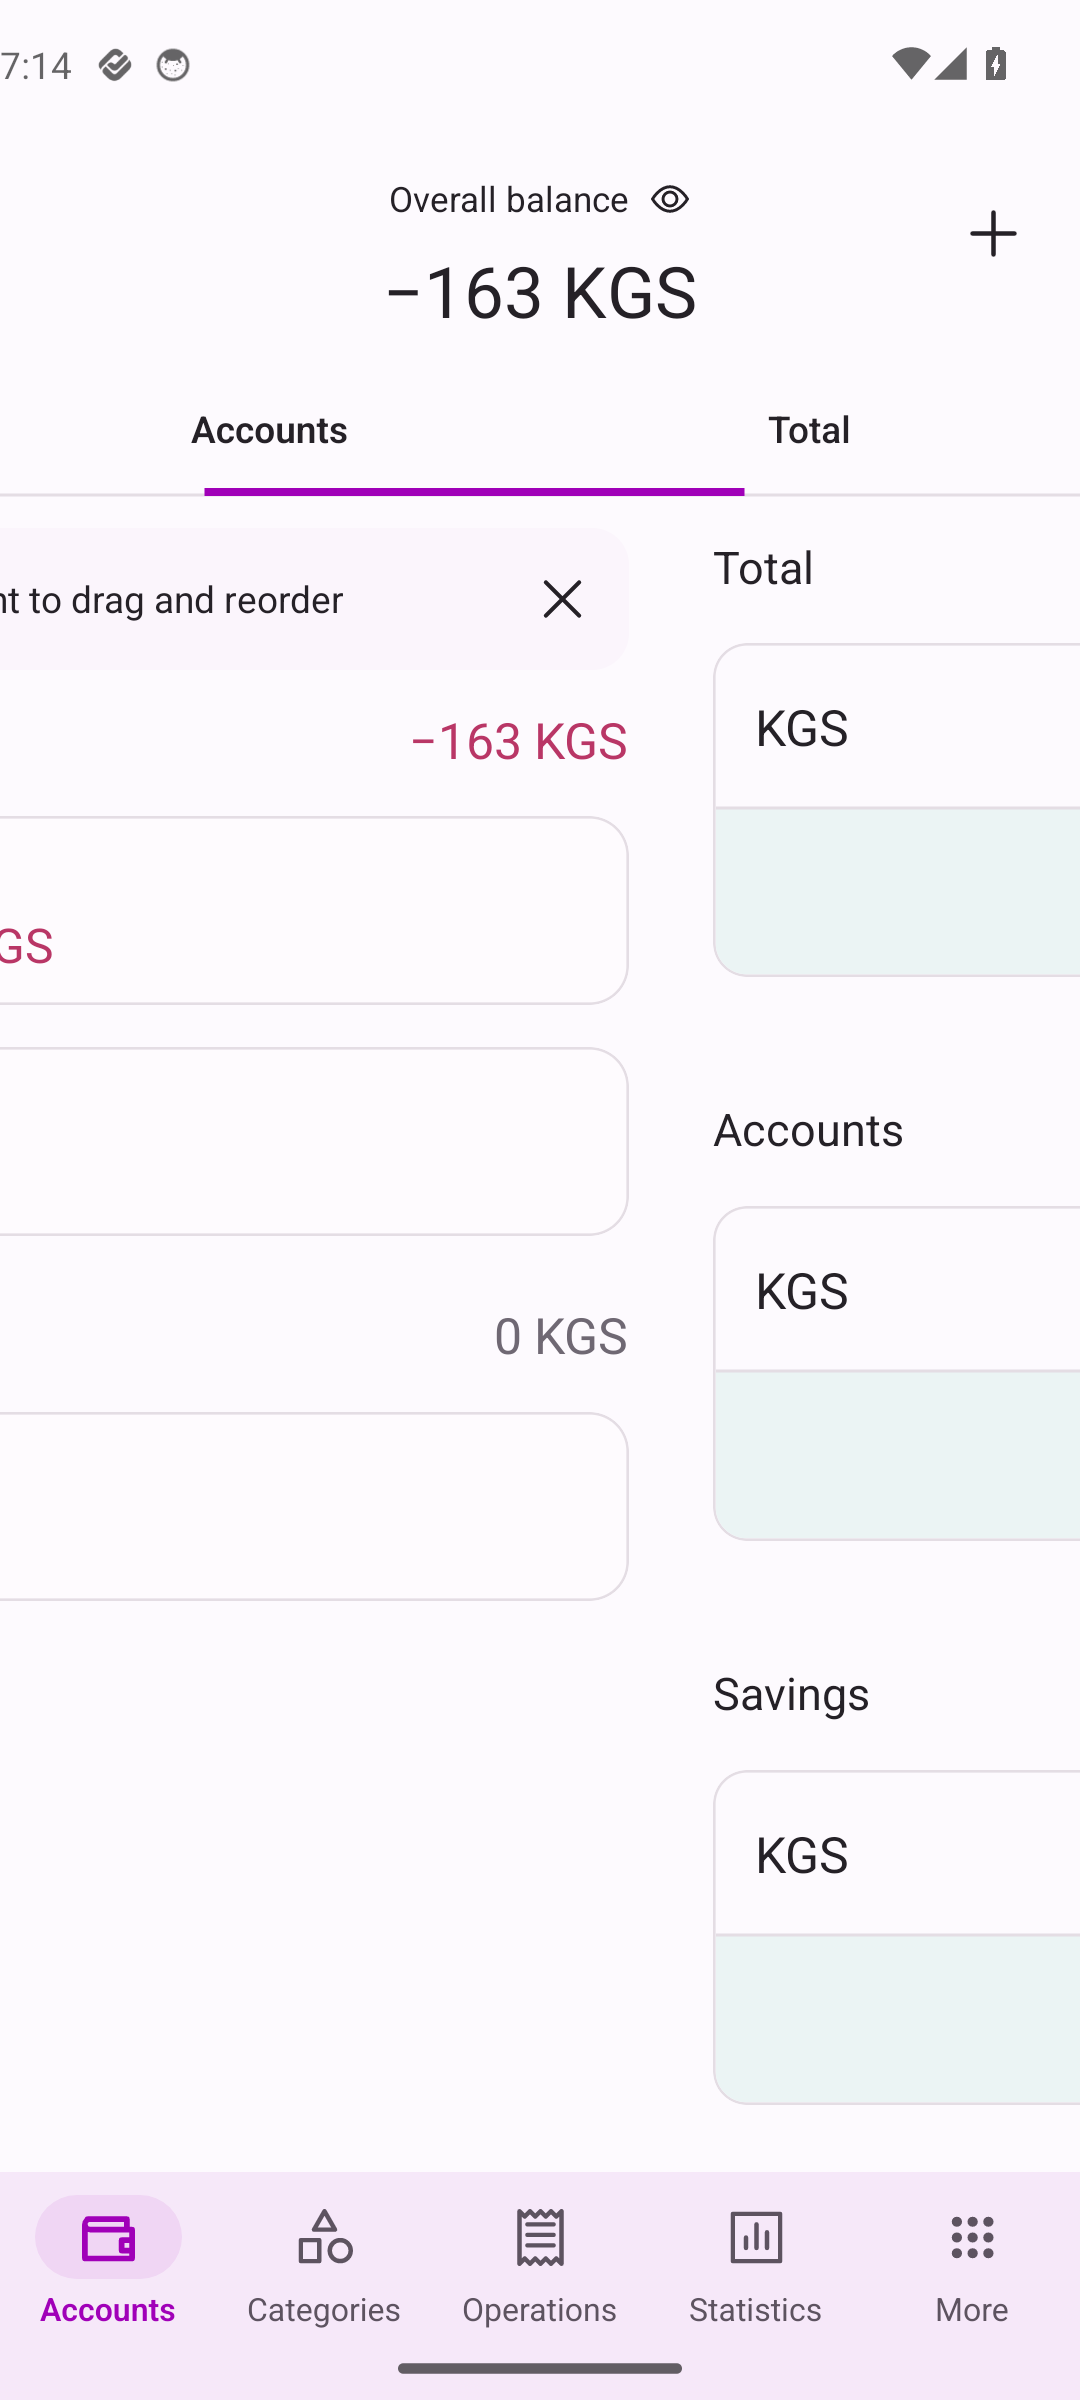 7:14
Overall balance
−163 KGS
Accounts
Total
nt to drag and reorder
−163 KGS
GS
0 KGS
Total
KGS
Accounts
KGS
Savings
KGS
Accounts
Categories
Operations
Statistics
More